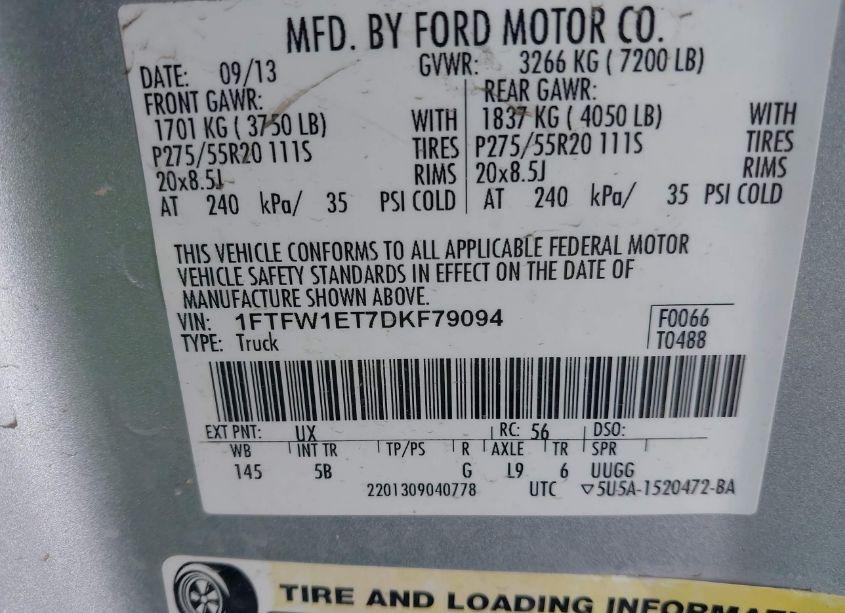 MFD. BY FORD MOTOR CO.
DATE: 09/13 GVWR: 3266 KG ( 7200 LB)
FRONT GAWR: REAR GAWR:
1701 KG ( 3750 LB) WITH 1837 KG ( 4050 LB) WITH
P275/55R20 111S TIRES P275/55R20 111S TIRES
20x8.5J RIMS 20x8.5J RIMS
AT 240 kPa/ 35 PSI COLD AT 240 kPa/ 35 PSI COLD
THIS VEHICLE CONFORMS TO ALL APPLICABLE FEDERAL MOTOR
VEHICLE SAFETY STANDARDS IN EFFECT ON THE DATE OF
MANUFACTURE SHOWN ABOVE.
VIN: 1FTFW1ET7DKF79094 F0066
TYPE: Truck T0488
EXT PNT: UX RC: 56 DSO:
WB INT TR TP/PS R AXLE TR SPR
145 5B G L9 6 UUGG
2201309040778 UTC ▽5U5A-1520472-BA
TIRE AND LOADING INFORMATI